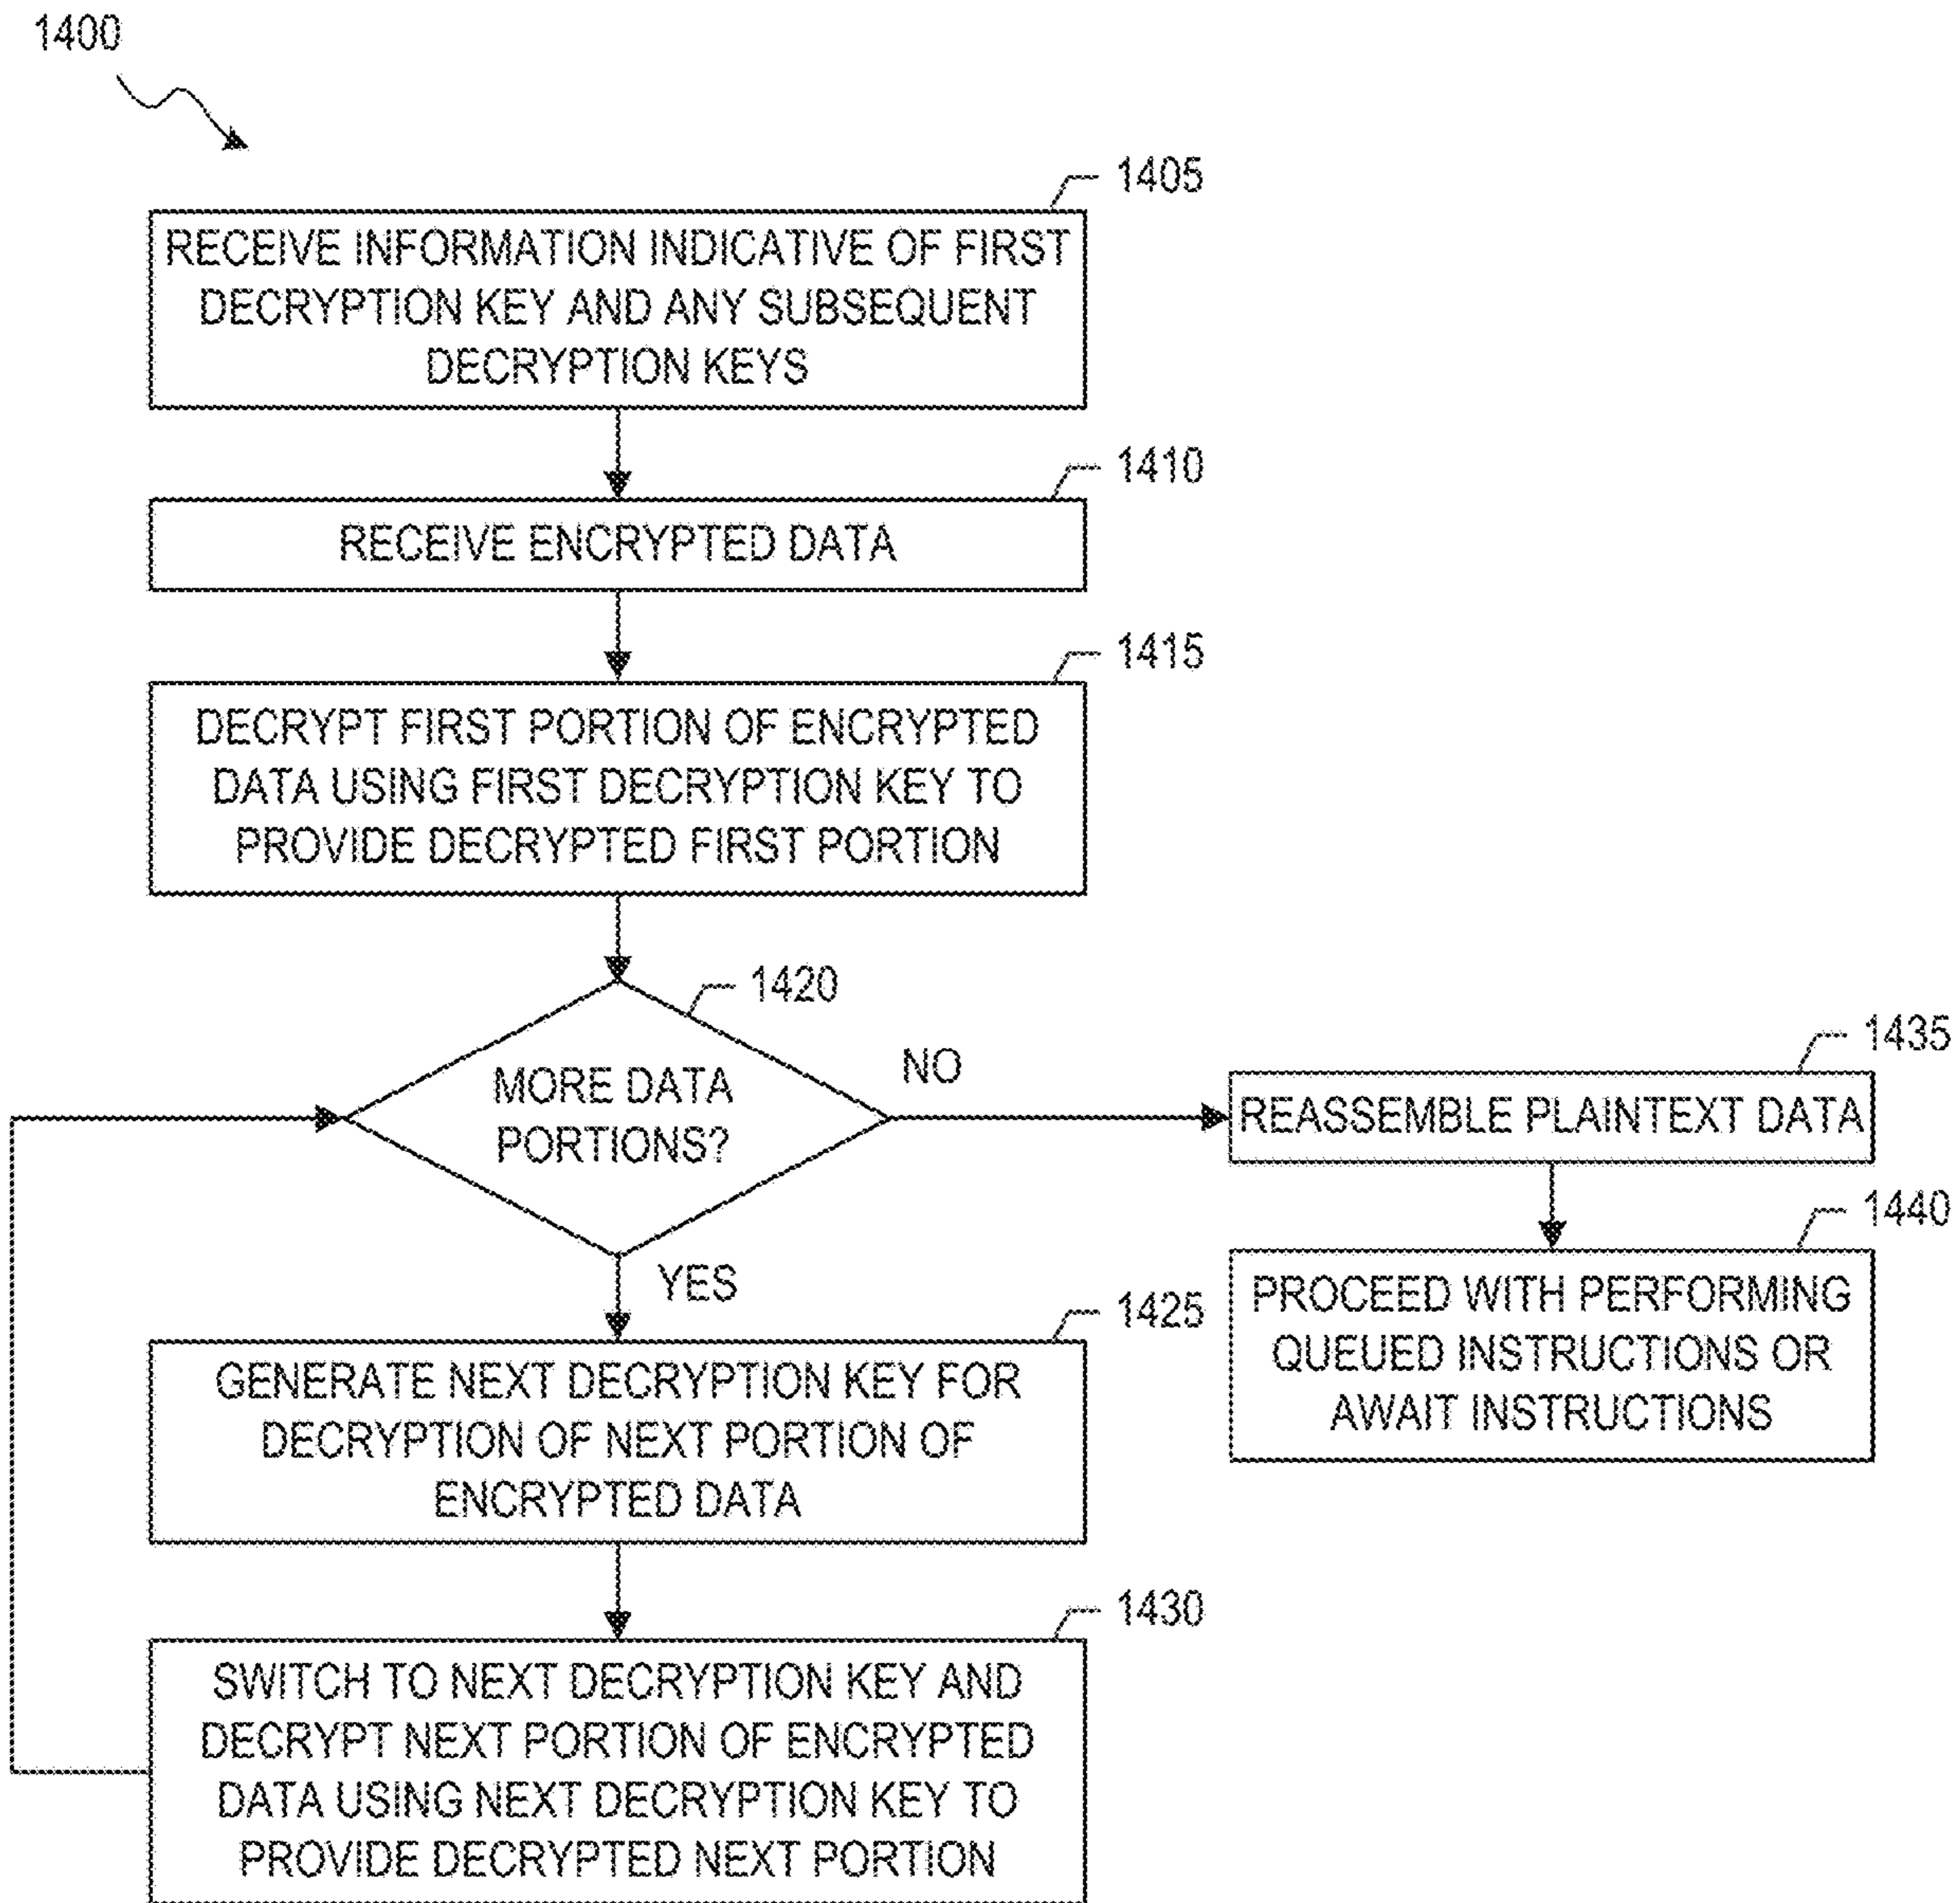 1400
1405
RECEIVE INFORMATION INDICATIVE OF FIRST
DECRYPTION KEY AND ANY SUBSEQUENT
DECRYPTION KEYS
1410
RECEIVE ENCRYPTED DATA
1415
DECRYPT FIRST PORTION OF ENCRYPTED
DATA USING FIRST DECRYPTION KEY TO
PROVIDE DECRYPTED FIRST PORTION
1420
MORE DATA
PORTIONS?
NO
YES
1435
REASSEMBLE PLAINTEXT DATA
1440
PROCEED WITH PERFORMING
QUEUED INSTRUCTIONS OR
AWAIT INSTRUCTIONS
1425
GENERATE NEXT DECRYPTION KEY FOR
DECRYPTION OF NEXT PORTION OF
ENCRYPTED DATA
1430
SWITCH TO NEXT DECRYPTION KEY AND
DECRYPT NEXT PORTION OF ENCRYPTED
DATA USING NEXT DECRYPTION KEY TO
PROVIDE DECRYPTED NEXT PORTION